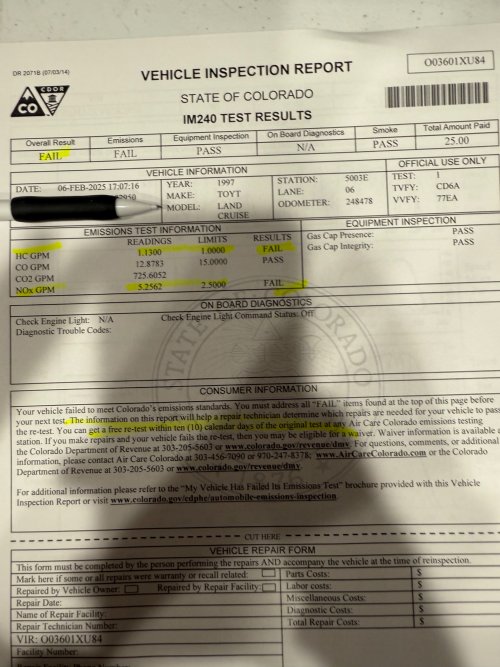 DR 2071B (07/03/14)
VEHICLE INSPECTION REPORT
O03601XU84
CDOR
CO
STATE OF COLORADO
IM240 TEST RESULTS
Overall Result Emissions Equipment Inspection On Board Diagnostics Smoke Total Amount Paid
FAIL FAIL PASS N/A PASS 25.00
VEHICLE INFORMATION OFFICIAL USE ONLY
DATE: 06-FEB-2025 17:07:16 YEAR: 1997 STATION: 5003E TEST: 1
MAKE: TOYT LANE: 06 TVFY: CD6A
MODEL: LAND CRUISE ODOMETER: 248478 VVFY: 77EA
EMISSIONS TEST INFORMATION EQUIPMENT INSPECTION
READINGS LIMITS RESULTS Gas Cap Presence: PASS
HC GPM 1.1300 1.0000 FAIL Gas Cap Integrity: PASS
CO GPM 12.8783 15.0000 PASS
CO2 GPM 725.6052
NOx GPM 5.2562 2.5000 FAIL
ON BOARD DIAGNOSTICS
Check Engine Light: N/A Check Engine Light Command Status: Off
Diagnostic Trouble Codes:
CONSUMER INFORMATION
Your vehicle failed to meet Colorado's emissions standards. You must address all "FAIL" items found at the top of this page before
your next test. The information on this report will help a repair technician determine which repairs are needed for your vehicle to pass
the re-test. You can get a free re-test within ten (10) calendar days of the original test at any Air Care Colorado emissions testing
station. If you make repairs and your vehicle fails the re-test, then you may be eligible for a waiver. Waiver information is available a
the Colorado Department of Revenue at 303-205-5603 or www.colorado.gov/revenue/dmv. For questions, comments, or additional
information, please contact Air Care Colorado at 303-456-7090 or 970-247-8378; www.AirCareColorado.com or the Colorado
Department of Revenue at 303-205-5603 or www.colorado.gov/revenue/dmv.
For additional information please refer to the "My Vehicle Has Failed Its Emissions Test" brochure provided with this Vehicle
Inspection Report or visit www.colorado.gov/cdphe/automobile-emissions-inspection.
CUT HERE
VEHICLE REPAIR FORM
This form must be completed by the person performing the repairs AND accompany the vehicle at the time of reinspection.
Mark here if some or all repairs were warranty or recall related: Parts Costs: $
Repaired by Vehicle Owner: Repaired by Repair Facility: Labor costs: $
Repair Date: Miscellaneous Costs: $
Name of Repair Facility: Diagnostic Costs: $
Repair Technician Number: Total Repair Costs: $
VIR: O03601XU84
Facility Number: